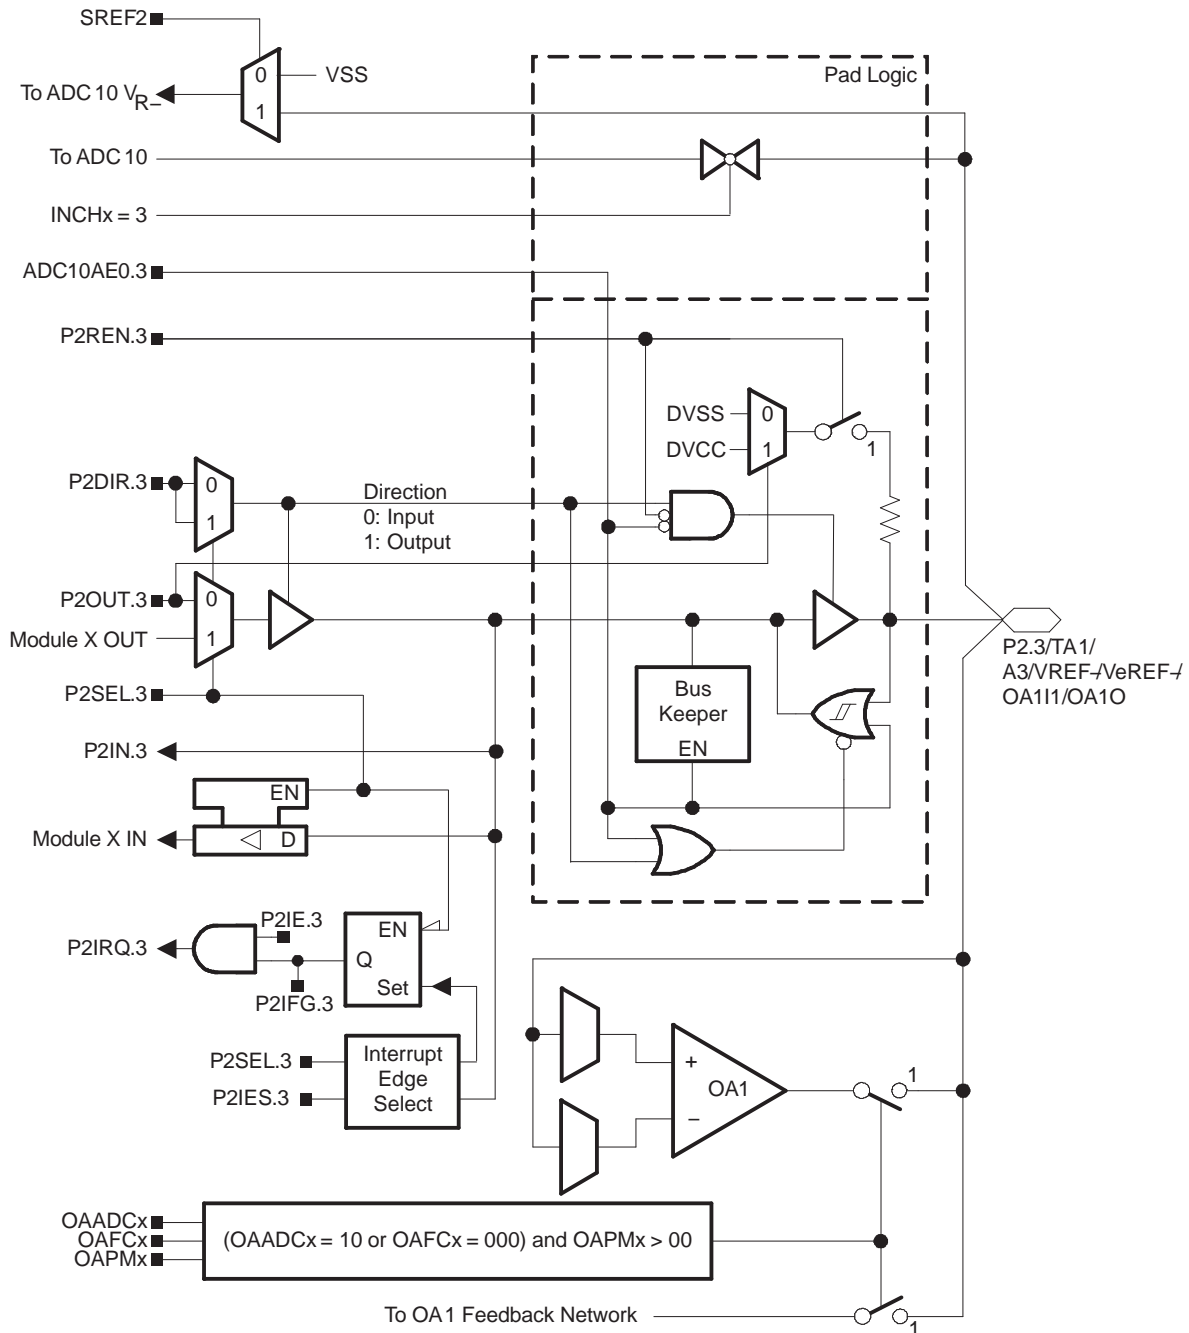 SREF2
0
VSS
To ADC 10 VR−
1
Pad Logic
To ADC 10
INCHx = 3
ADC10AE0.3
P2REN.3
DVSS
0
DVCC
1
1
P2DIR.3
0
1
Direction
0: Input
1: Output
P2OUT.3
0
Module X OUT
1
P2SEL.3
P2.3/TA1/
A3/VREF−/VeREF−/
OA1I1/OA1O
Bus
Keeper
EN
P2IN.3
EN
Module X IN
D
P2IE.3
P2IRQ.3
P2IFG.3
EN
Q
Set
P2SEL.3
P2IES.3
Interrupt
Edge
Select
+
OA1
−
1
OAADCx
OAFCx
OAPMx
(OAADCx = 10 or OAFCx = 000) and OAPMx > 00
To OA1 Feedback Network
1